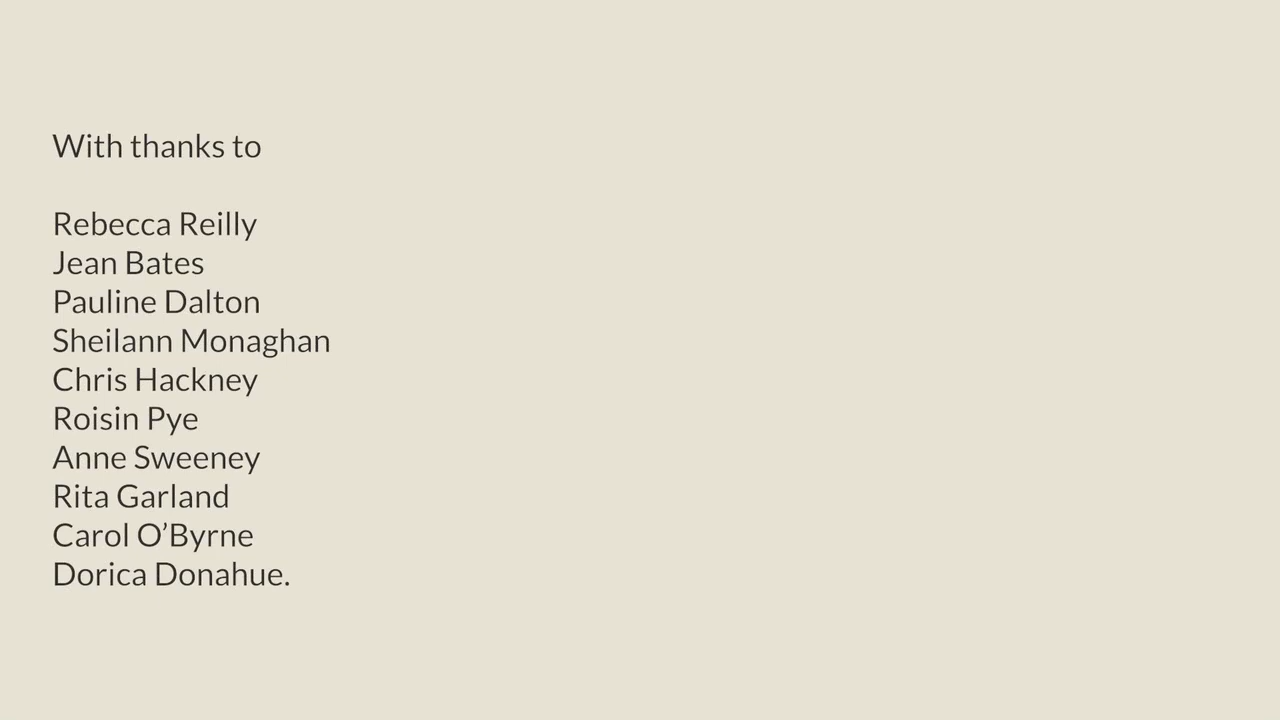 With thanks to
Rebecca Reilly
Jean Bates
Pauline Dalton
Sheilann Monaghan
Chris Hackney
Roisin Pye
Anne Sweeney
Rita Garland
Carol O’Byrne
Dorica Donahue.